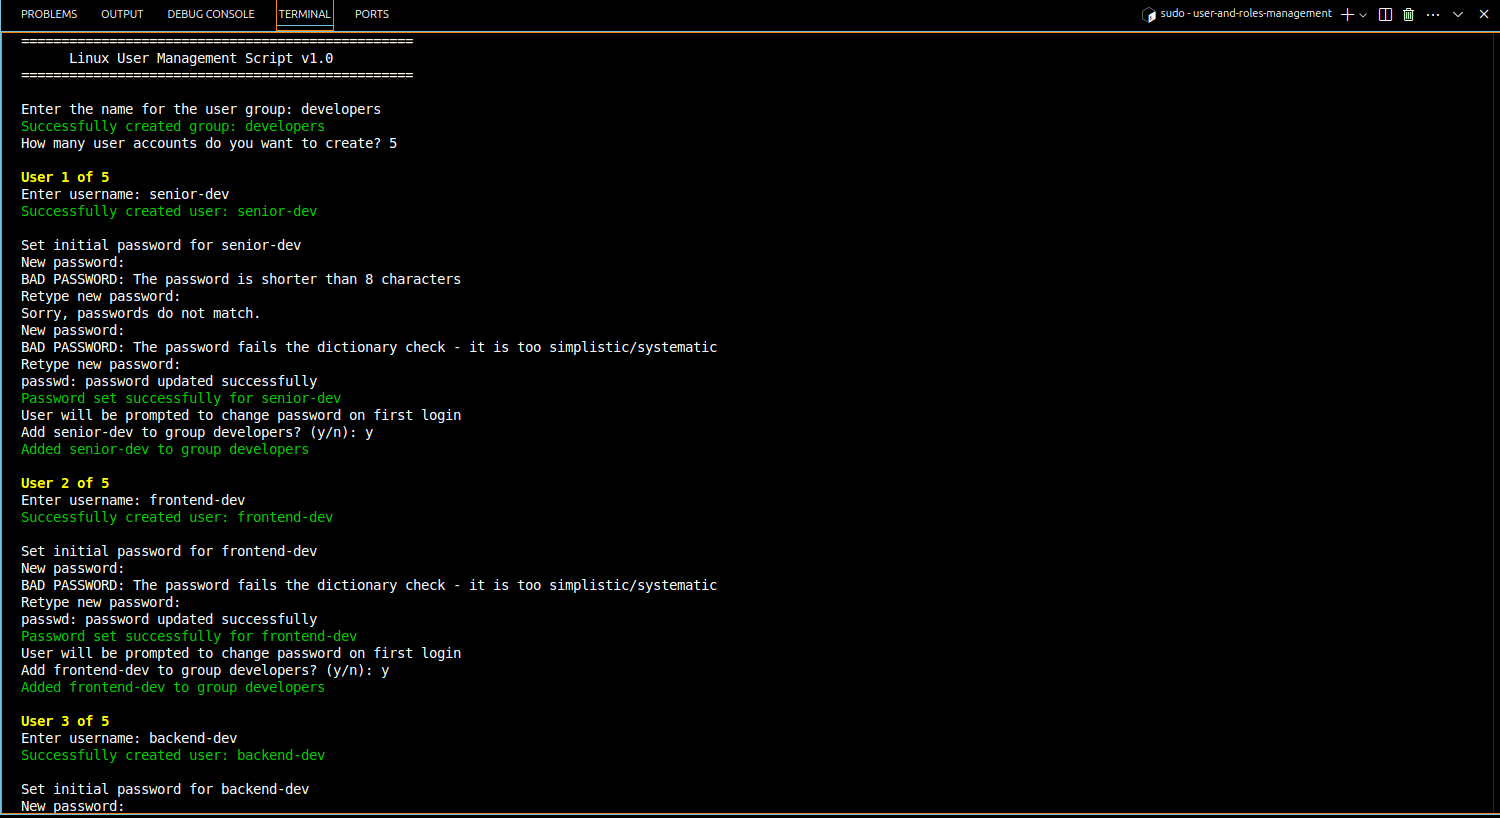 PROBLEMS OUTPUT DEBUG CONSOLE TERMINAL PORTS sudo - user-and-roles-management
=================================================
Linux User Management Script v1.0
=================================================
Enter the name for the user group: developers
Successfully created group: developers
How many user accounts do you want to create? 5
User 1 of 5
Enter username: senior-dev
Successfully created user: senior-dev
Set initial password for senior-dev
New password:
BAD PASSWORD: The password is shorter than 8 characters
Retype new password:
Sorry, passwords do not match.
New password:
BAD PASSWORD: The password fails the dictionary check - it is too simplistic/systematic
Retype new password:
passwd: password updated successfully
Password set successfully for senior-dev
User will be prompted to change password on first login
Add senior-dev to group developers? (y/n): y
Added senior-dev to group developers
User 2 of 5
Enter username: frontend-dev
Successfully created user: frontend-dev
Set initial password for frontend-dev
New password:
BAD PASSWORD: The password fails the dictionary check - it is too simplistic/systematic
Retype new password:
passwd: password updated successfully
Password set successfully for frontend-dev
User will be prompted to change password on first login
Add frontend-dev to group developers? (y/n): y
Added frontend-dev to group developers
User 3 of 5
Enter username: backend-dev
Successfully created user: backend-dev
Set initial password for backend-dev
New password: